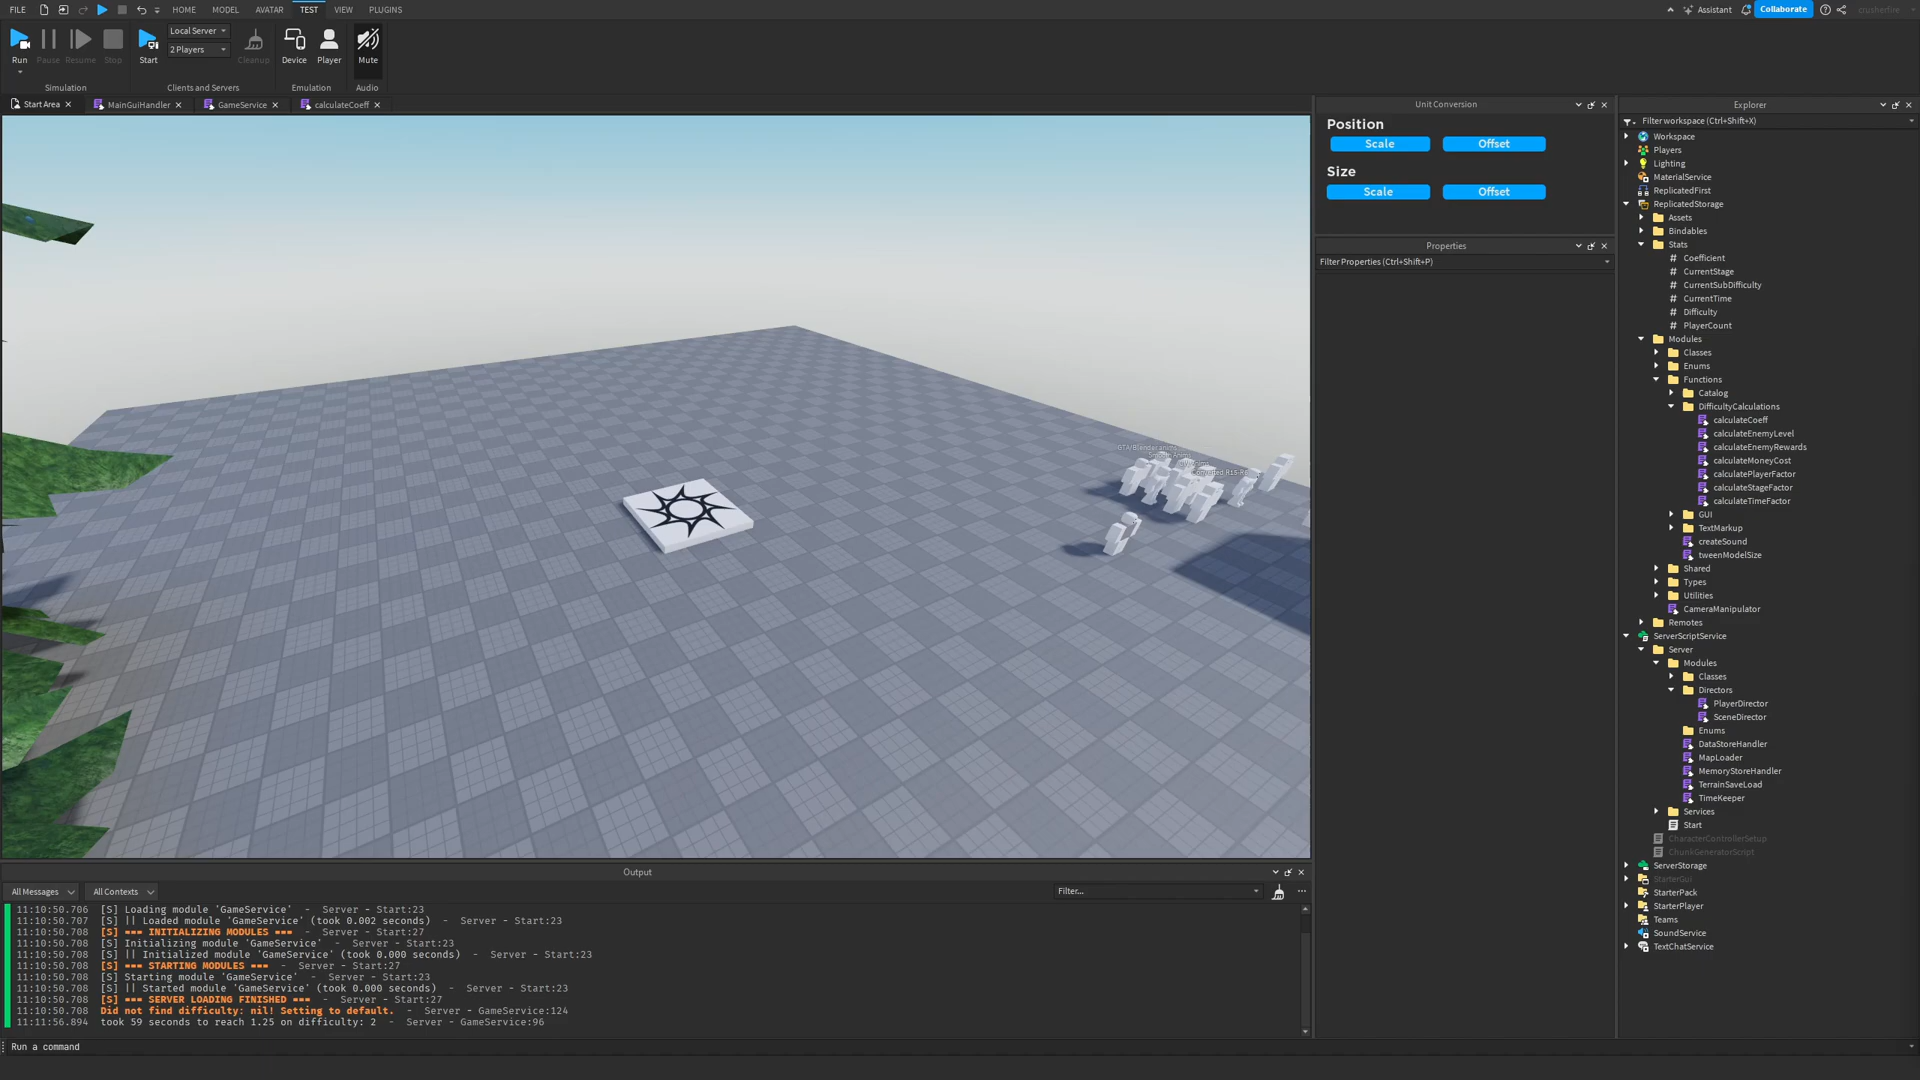 FILE HOME MODEL AVATAR TEST VIEW PLUGINS Assistant Collaborate crusherfire
Run Pause Resume Stop Start Local Server 2 Players Cleanup Device Player Mute
Simulation Clients and Servers Emulation Audio
Start Area MainGuiHandler GameService calculateCoeff
Unit Conversion
Position
Scale Offset
Size
Scale Offset
Properties
Filter Properties (Ctrl+Shift+P)
Explorer
Filter workspace (Ctrl+Shift+X)
Workspace
Players
Lighting
MaterialService
ReplicatedFirst
ReplicatedStorage
Assets
Bindables
Stats
Coefficient
CurrentStage
CurrentSubDifficulty
CurrentTime
Difficulty
PlayerCount
Modules
Classes
Enums
Functions
Catalog
DifficultyCalculations
calculateCoeff
calculateEnemyLevel
calculateEnemyRewards
calculateMoneyCost
calculatePlayerFactor
calculateStageFactor
calculateTimeFactor
GUI
TextMarkup
createSound
tweenModelSize
Shared
Types
Utilities
CameraManipulator
Remotes
ServerScriptService
Server
Modules
Classes
Directors
PlayerDirector
SceneDirector
Enums
DataStoreHandler
MapLoader
MemoryStoreHandler
TerrainSaveLoad
TimeKeeper
Services
Start
CharacterControllerSetup
ChunkGeneratorScript
ServerStorage
StarterGui
StarterPack
StarterPlayer
Teams
SoundService
TextChatService
GTA/Blender anims
Output
All Messages All Contexts Filter...
11:10:50.706 [S] Loading module 'GameService' - Server - Start:23
11:10:50.707 [S] || Loaded module 'GameService' (took 0.002 seconds) - Server - Start:23
11:10:50.708 [S] === INITIALIZING MODULES === - Server - Start:27
11:10:50.708 [S] Initializing module 'GameService' - Server - Start:23
11:10:50.708 [S] || Initialized module 'GameService' (took 0.000 seconds) - Server - Start:23
11:10:50.708 [S] === STARTING MODULES === - Server - Start:27
11:10:50.708 [S] Starting module 'GameService' - Server - Start:23
11:10:50.708 [S] || Started module 'GameService' (took 0.000 seconds) - Server - Start:23
11:10:50.708 [S] === SERVER LOADING FINISHED === - Server - Start:27
11:10:50.708 Did not find difficulty: nil! Setting to default. - Server - GameService:124
11:11:56.894 took 59 seconds to reach 1.25 on difficulty: 2 - Server - GameService:96
Run a command